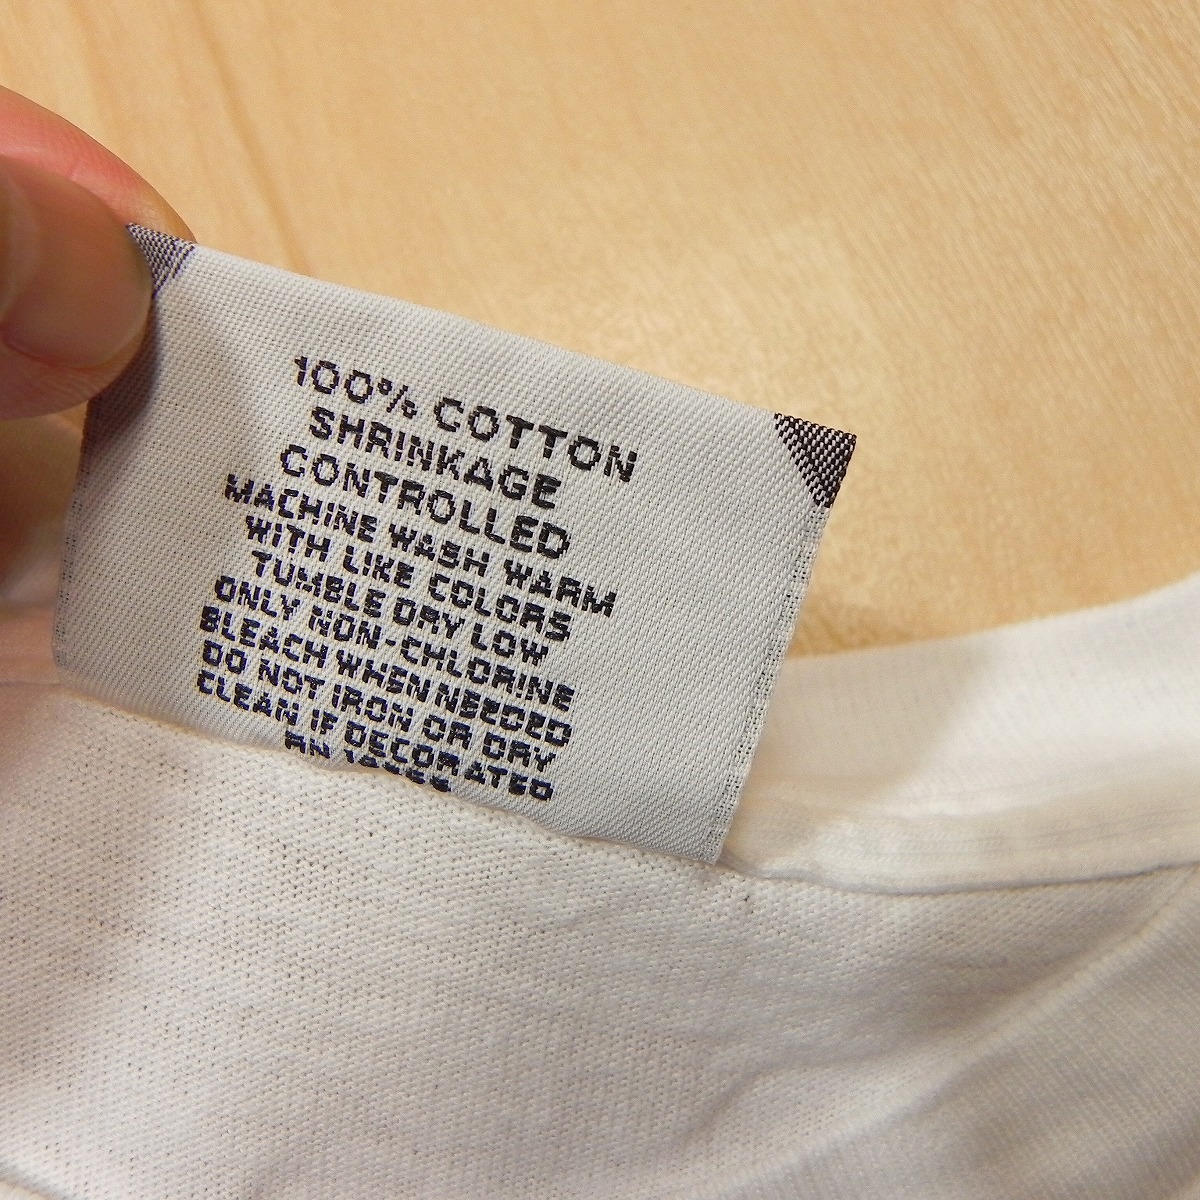 100% COTTON
SHRINKAGE
CONTROLLED
MACHINE WASH WARM
WITH LIKE COLORS
TUMBLE DRY LOW
ONLY NON-CHLORINE
BLEACH WHEN NEEDED
DO NOT IRON OR DRY
CLEAN IF DECORATED
RN